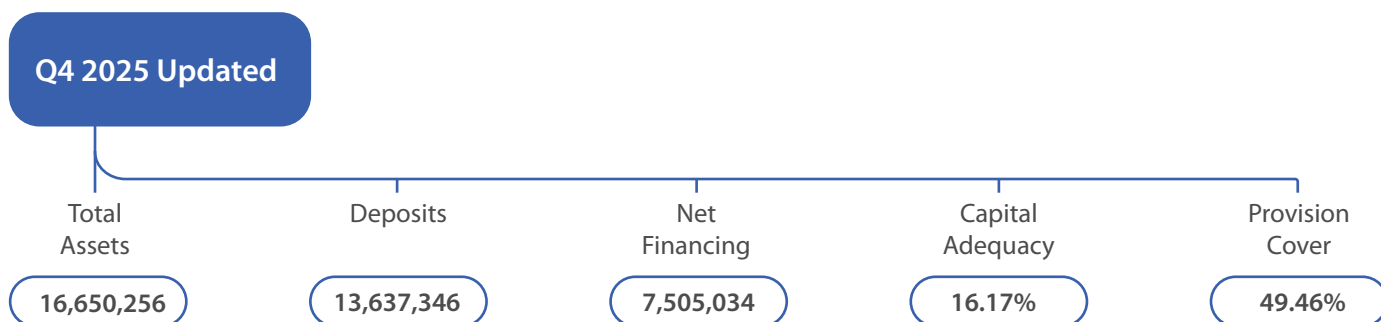 Q4 2025 Updated
Total
Assets
16,650,256
Deposits
13,637,346
Net
Financing
7,505,034
Capital
Adequacy
16.17%
Provision
Cover
49.46%